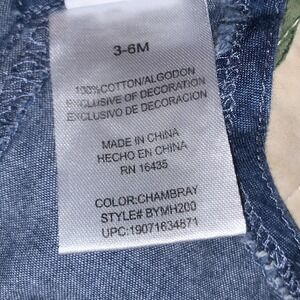 3-6M
100%COTTON/ALGODON
EXCLUSIVE OF DECORATION
EXCLUSIVO DE DECORACION
MADE IN CHINA
HECHO EN CHINA
RN 16435
COLOR:CHAMBRAY
STYLE# BYMH200
UPC:19071634871